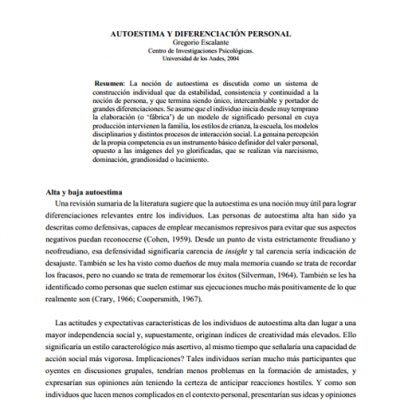 AUTOESTIMA Y DIFERENCIACIÓN PERSONAL
Gregorio Escalante
Centro de Investigaciones Psicológicas.
Universidad de los Andes, 2004
Resumen: La noción de autoestima es discutida como un sistema de
construcción individual que da estabilidad, consistencia y continuidad a la
noción de persona, y que termina siendo único, intercambiable y portador de
grandes diferenciaciones. Se asume que el individuo inicia desde muy temprano
la elaboración (o "fábrica") de un modelo de significado personal en cuya
producción intervienen la familia, los estilos de crianza, la escuela, los modelos
disciplinarios y distintos procesos de interacción social. La genuina percepción
de la propia competencia es un instrumento básico definidor del valer personal,
opuesto a las imágenes del yo glorificadas, que se realizan vía narcisismo,
dominación, grandiosidad o lucimiento.
Alta y baja autoestima
Una revisión sumaria de la literatura sugiere que la autoestima es una noción muy útil para lograr
diferenciaciones relevantes entre los individuos. Las personas de autoestima alta han sido ya
descritas como defensivas, capaces de emplear mecanismos represivos para evitar que sus aspectos
negativos puedan reconocerse (Cohen, 1959). Desde un punto de vista estrictamente freudiano y
neofreudiano, esa defensividad significaría carencia de insight y tal carencia sería indicación de
desajuste. También se les ha visto como dueños de muy mala memoria cuando se trata de recordar
los fracasos, pero no cuando se trata de rememorar los éxitos (Silverman, 1964). También se les ha
identificado como personas que suelen estimar sus ejecuciones mucho más positivamente de lo que
realmente son (Crary, 1966; Coopersmith, 1967).
Las actitudes y expectativas características de los individuos de autoestima alta dan lugar a una
mayor independencia social y, supuestamente, originan índices de creatividad más elevados. Ello
significaría un estilo caracterológico más asertivo, al mismo tiempo que señalaría una capacidad de
acción social más vigorosa. Implicaciones? Tales individuos serían mucho más participantes que
oyentes en discusiones grupales, tendrían menos problemas en la formación de amistades, y
expresarían sus opiniones aún teniendo la certeza de anticipar reacciones hostiles. Y como son
individuos que lucen menos complicados en el contexto personal, presentarían sus ideas y opiniones